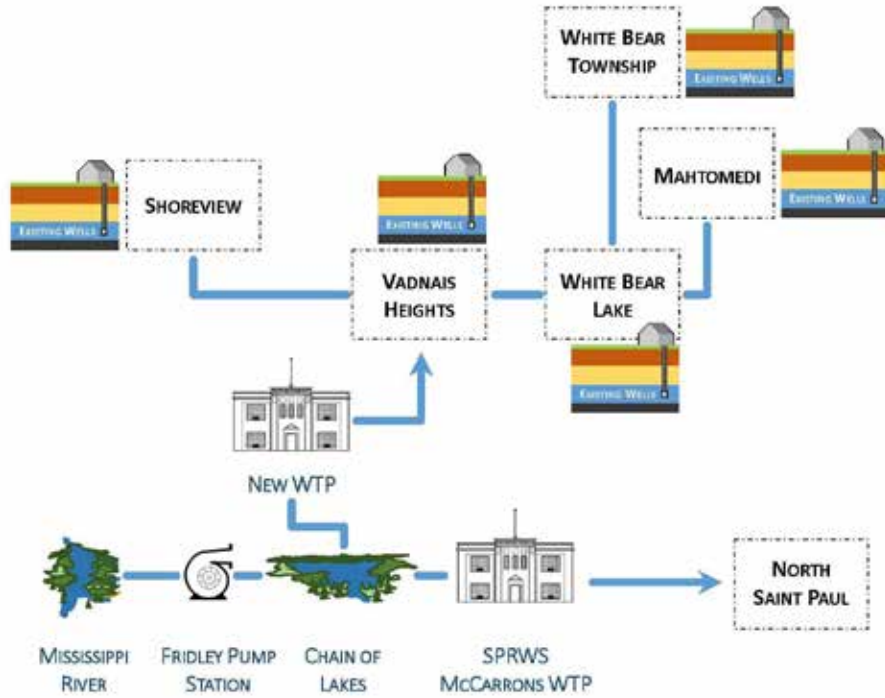 WHITE BEAR
TOWNSHIP
EXISTING WELLS
MAHTOMEDI
EXISTING WELLS
SHOREVIEW
EXISTING WELLS
EXISTING WELLS
VADNAIS
HEIGHTS
WHITE BEAR
LAKE
EXISTING WELLS
NEW WTP
NORTH
SAINT PAUL
MISSISSIPPI
RIVER
FRIDLEY PUMP
STATION
CHAIN OF
LAKES
SPRWS
MCCARRONS WTP